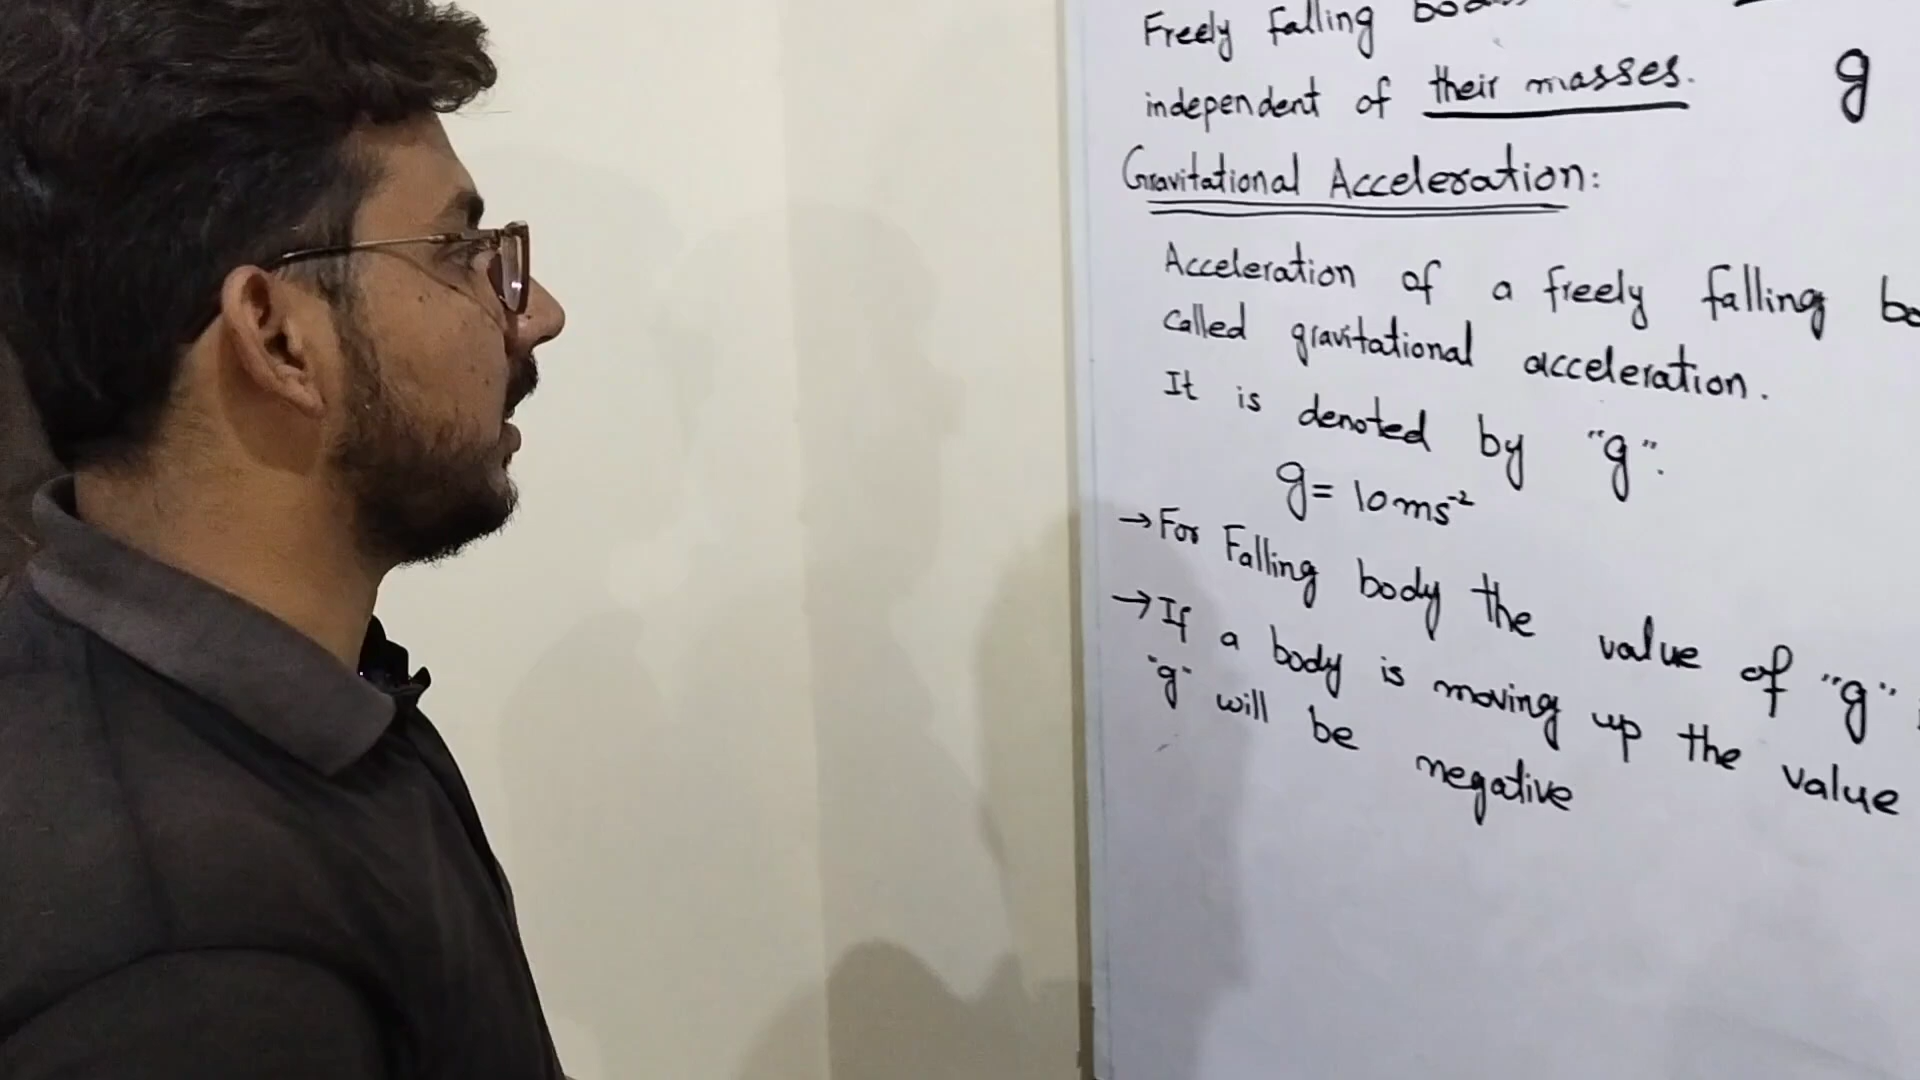 Freely Falling
independent of their masses.
g
Gravitational Acceleration:
Acceleration of a freely falling bo
called gravitational acceleration.
It is denoted by "g".
g = 10 ms⁻²
→ For Falling body the value of "g"
→ If a body is moving up the value
"g" will be negative